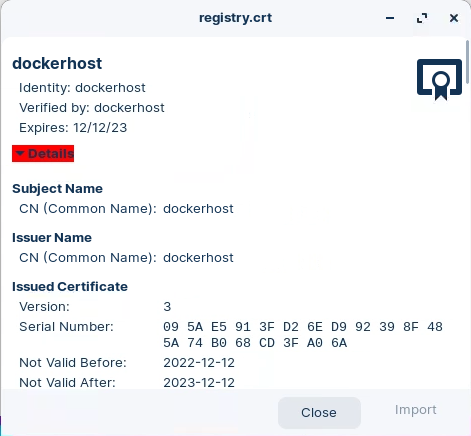 registry.crt
dockerhost
Identity: dockerhost
Verified by: dockerhost
Expires: 12/12/23
Details
Subject Name
CN (Common Name): dockerhost
Issuer Name
CN (Common Name): dockerhost
Issued Certificate
Version: 3
Serial Number: 09 5A E5 91 3F D2 6E D9 92 39 8F 48
5A 74 B0 68 CD 3F A0 6A
Not Valid Before: 2022-12-12
Not Valid After: 2023-12-12
Close Import